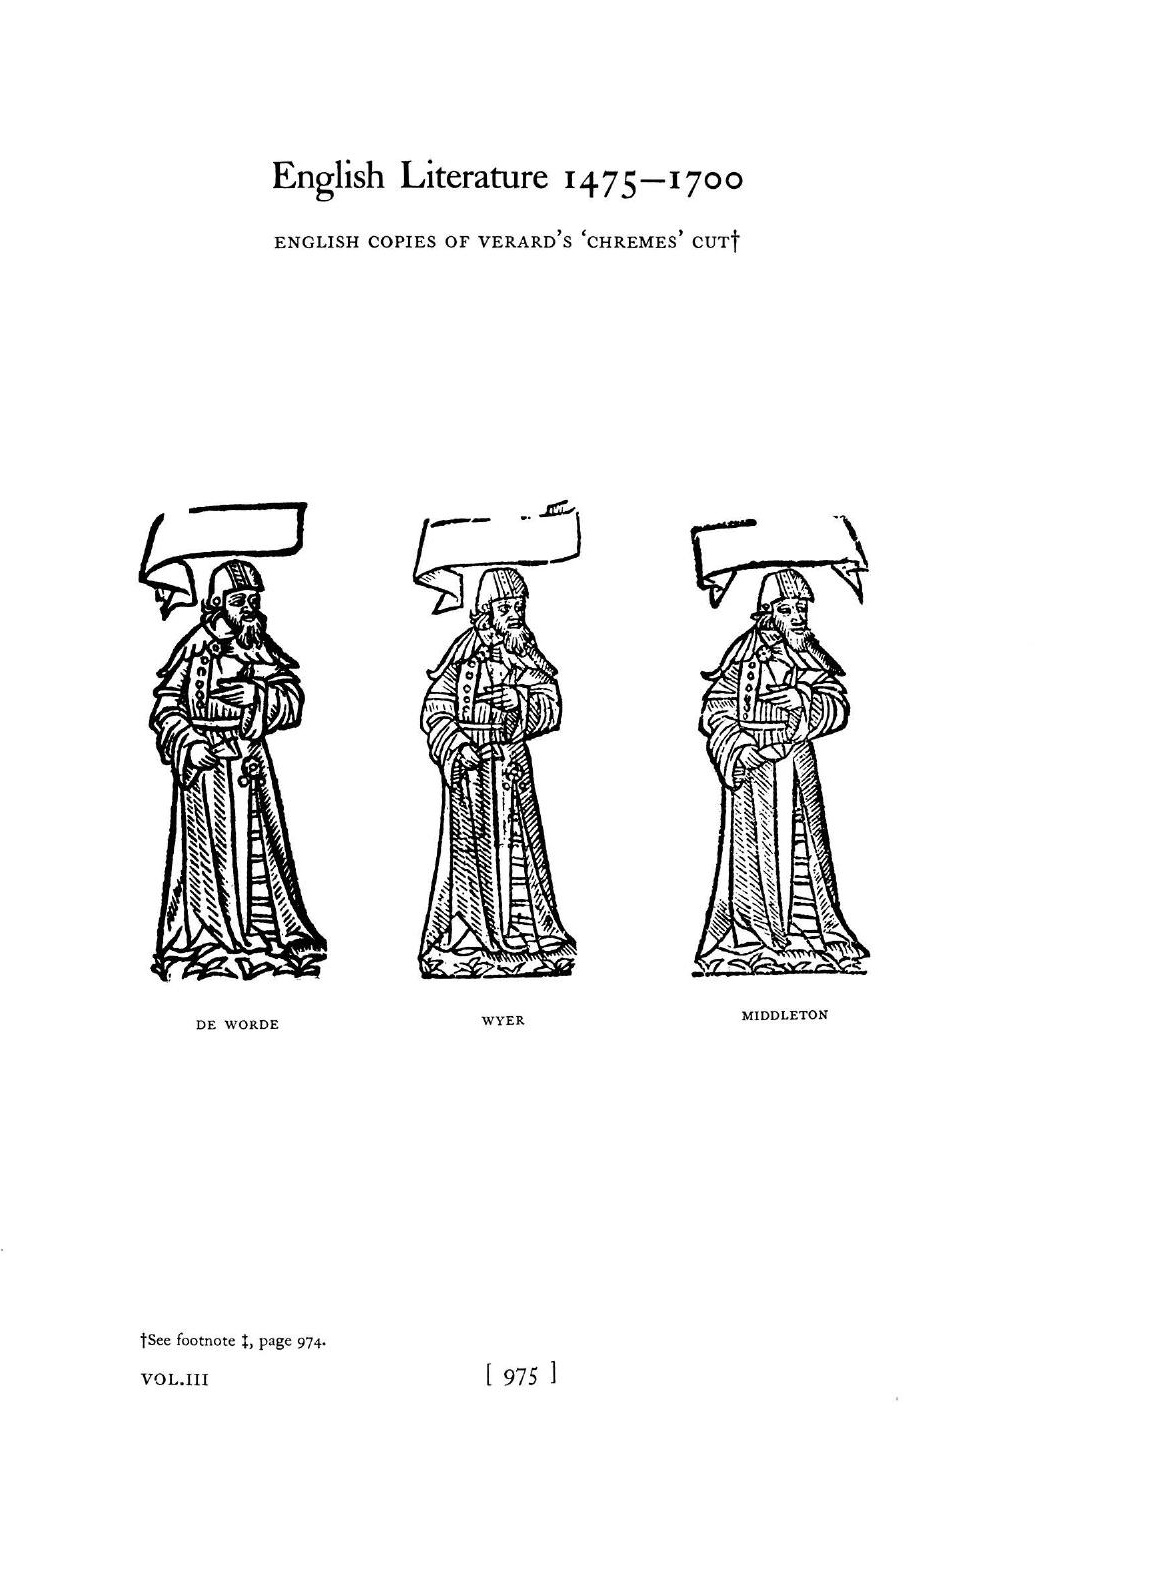 English Literature 1475–1700
ENGLISH COPIES OF VERARD'S 'CHREMES' CUT†
DE WORDE
WYER
MIDDLETON
†See footnote ‡, page 974.
VOL.III
[ 975 ]